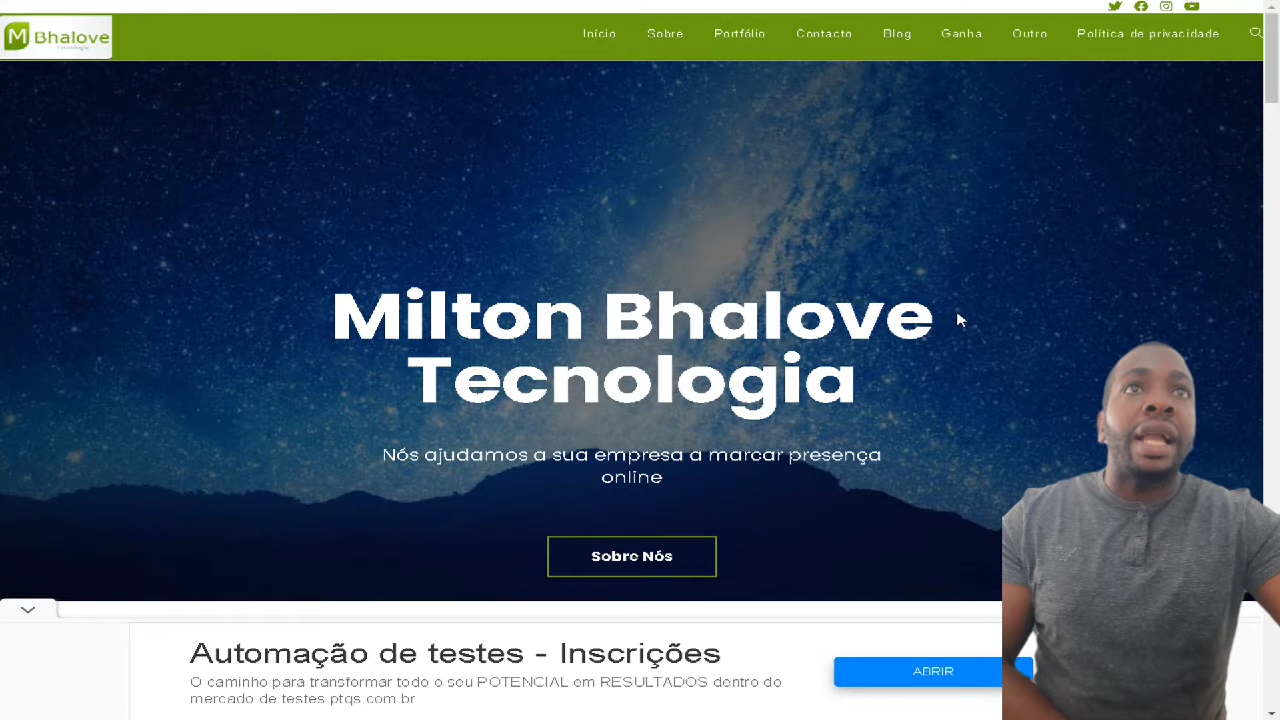 M Bhalove
Tecnologia
Início Sobre Portfólio Contacto Blog Ganha Outro Política de privacidade
Milton Bhalove
Tecnologia
Nós ajudamos a sua empresa a marcar presença
online
Sobre Nós
Automação de testes - Inscrições
O caminho para transformar todo o seu POTENCIAL em RESULTADOS dentro do
mercado de testes ptqs.com.br
ABRIR